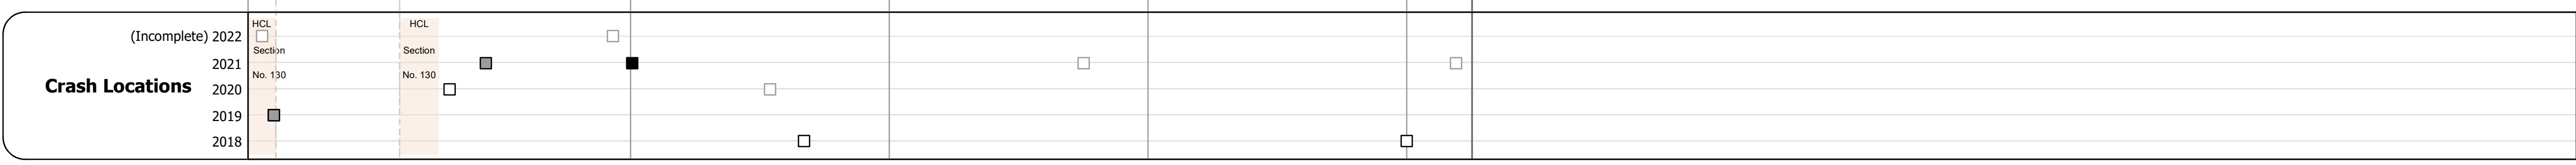 HCL
HCL
(Incomplete) 2022
Section
Section
2021
No. 130
No. 130
Crash Locations
2020
2019
2018